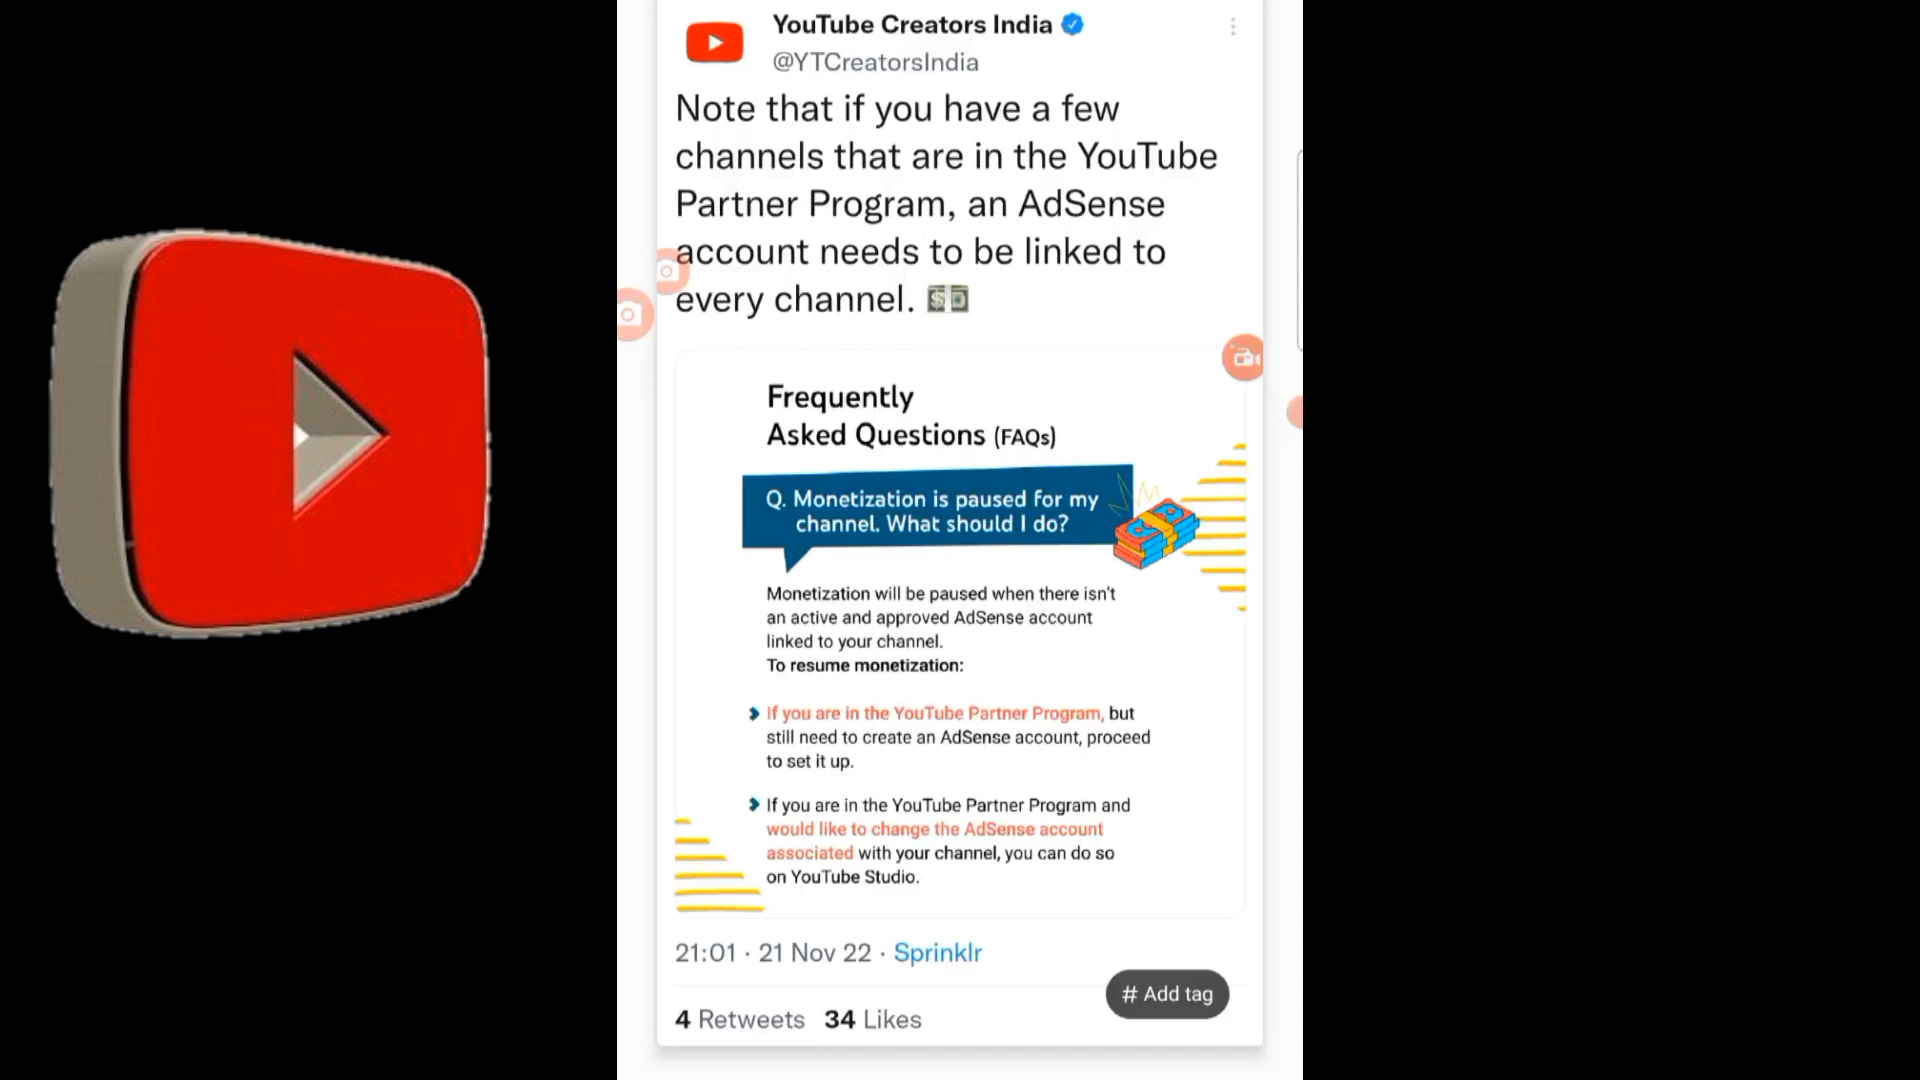 YouTube Creators India
@YTCreatorsIndia
Note that if you have a few
channels that are in the YouTube
Partner Program, an AdSense
account needs to be linked to
every channel. 💵
Frequently
Asked Questions (FAQs)
Q. Monetization is paused for my
channel. What should I do?
Monetization will be paused when there isn't
an active and approved AdSense account
linked to your channel.
To resume monetization:
If you are in the YouTube Partner Program, but
still need to create an AdSense account, proceed
to set it up.
If you are in the YouTube Partner Program and
would like to change the AdSense account
associated with your channel, you can do so
on YouTube Studio.
21:01 · 21 Nov 22 · Sprinklr
# Add tag
4 Retweets 34 Likes